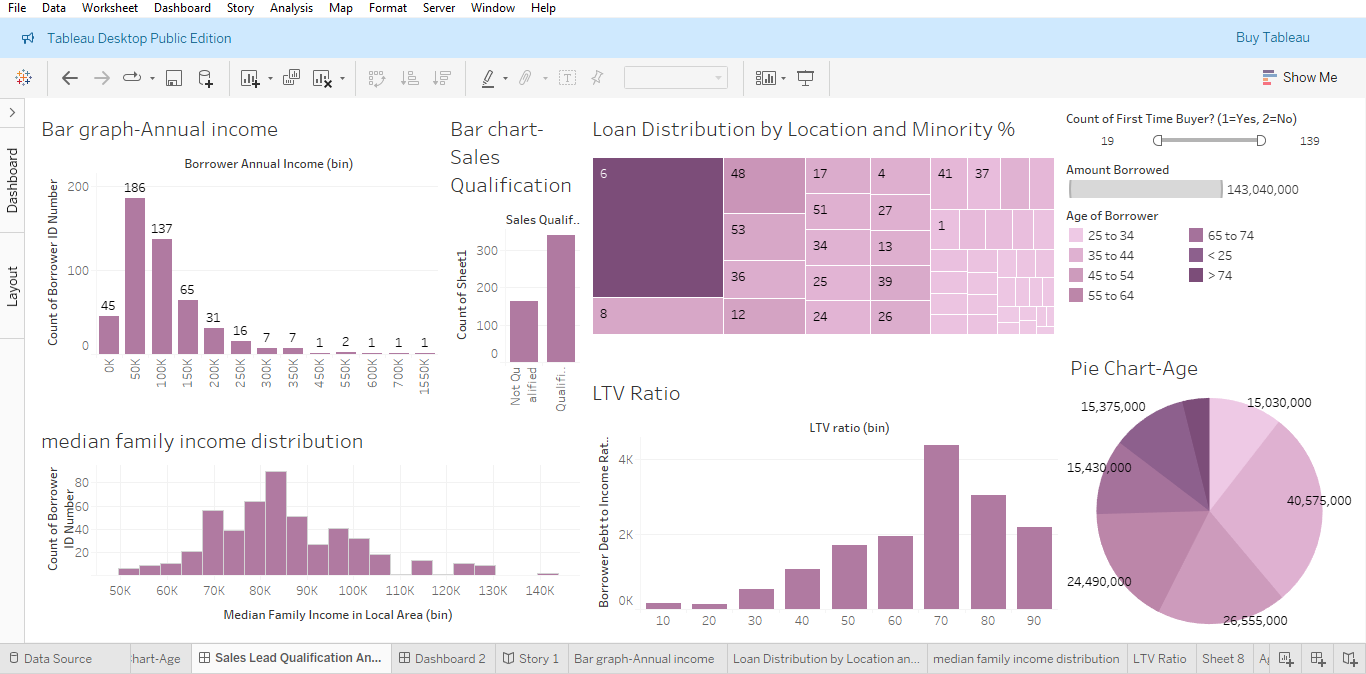 File Data Worksheet Dashboard Story Analysis Map Format Server Window Help
Tableau Desktop Public Edition
Buy Tableau
Show Me
Dashboard
Layout
Bar graph-Annual income
Borrower Annual Income (bin)
Count of Borrower ID Number
200
100
0
45
186
137
65
31
16
7
7
1
2
1
1
1
0K 50K 100K 150K 200K 250K 300K 350K 450K 550K 600K 700K 1550K
Bar chart-
Sales
Qualification
Sales Qualif..
Count of Sheet1
300
200
100
0
Not Qu
alified
Qualifi..
Loan Distribution by Location and Minority %
6 48 17 4 41 37
51 27 1
53 34 13
36 25 39
8 12 24 26
Count of First Time Buyer? (1=Yes, 2=No)
19 139
Amount Borrowed
143,040,000
Age of Borrower
25 to 34
35 to 44
45 to 54
55 to 64
65 to 74
< 25
> 74
median family income distribution
Count of Borrower
ID Number
80
60
40
20
50K 60K 70K 80K 90K 100K 110K 120K 130K 140K
Median Family Income in Local Area (bin)
LTV Ratio
LTV ratio (bin)
Borrower Debt to Income Rat..
4K
2K
0K
10 20 30 40 50 60 70 80 90
Pie Chart-Age
15,375,000
15,030,000
15,430,000
40,575,000
24,490,000
26,555,000
Data Source
hart-Age
Sales Lead Qualification An...
Dashboard 2
Story 1
Bar graph-Annual income
Loan Distribution by Location an...
median family income distribution
LTV Ratio
Sheet 8